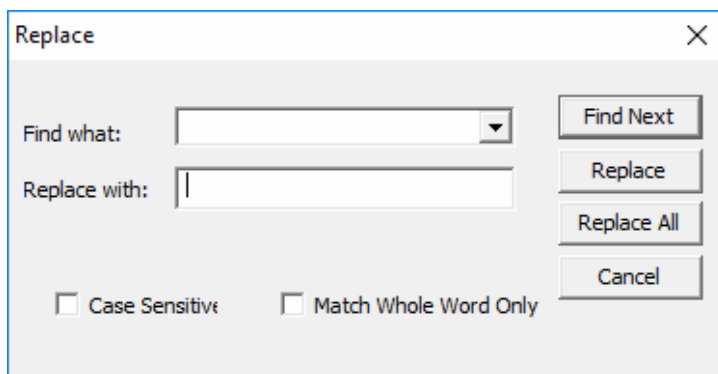 Replace
Find what:
Find Next
Replace with:
Replace
Replace All
Cancel
Case Sensitive
Match Whole Word Only